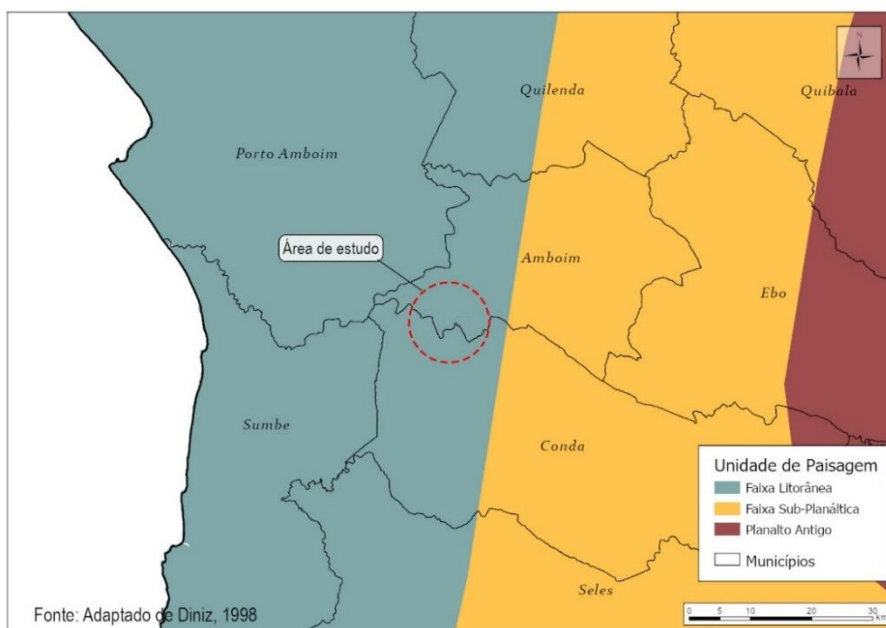 N
Quilenda
Quibala
Porto Amboim
Área de estudo
Amboim
Ebo
Sumbe
Conda
Seles
Unidade de Paisagem
Faixa Litorânea
Faixa Sub-Planáltica
Planalto Antigo
Municípios
0 5 10 20 30
Km
Fonte: Adaptado de Diniz, 1998